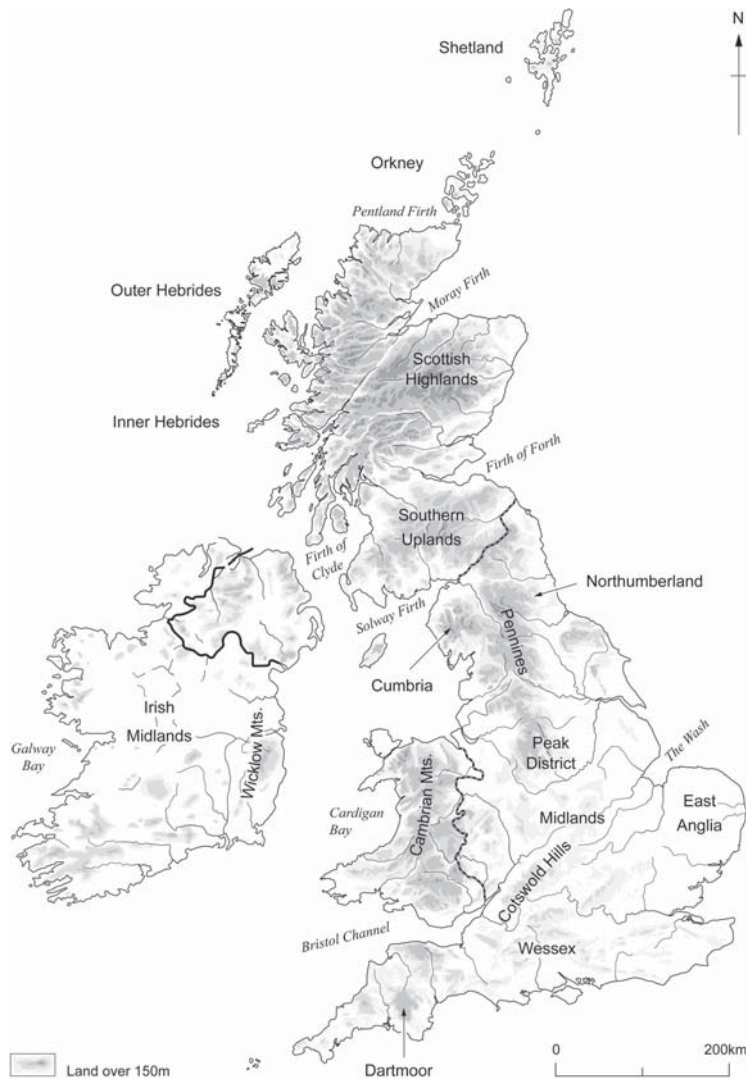 N
Shetland
Orkney
Pentland Firth
Outer Hebrides
Moray Firth
Scottish
Highlands
Inner Hebrides
Firth of Forth
Southern
Uplands
Firth of
Clyde
Northumberland
Solway Firth
Pennines
Cumbria
Irish
Midlands
Wicklow Mts.
Galway
Bay
The Wash
Peak
District
Cambrian Mts.
Cardigan
Bay
Midlands
East
Anglia
Cotswold Hills
Bristol Channel
Wessex
Land over 150m
Dartmoor
0 200km